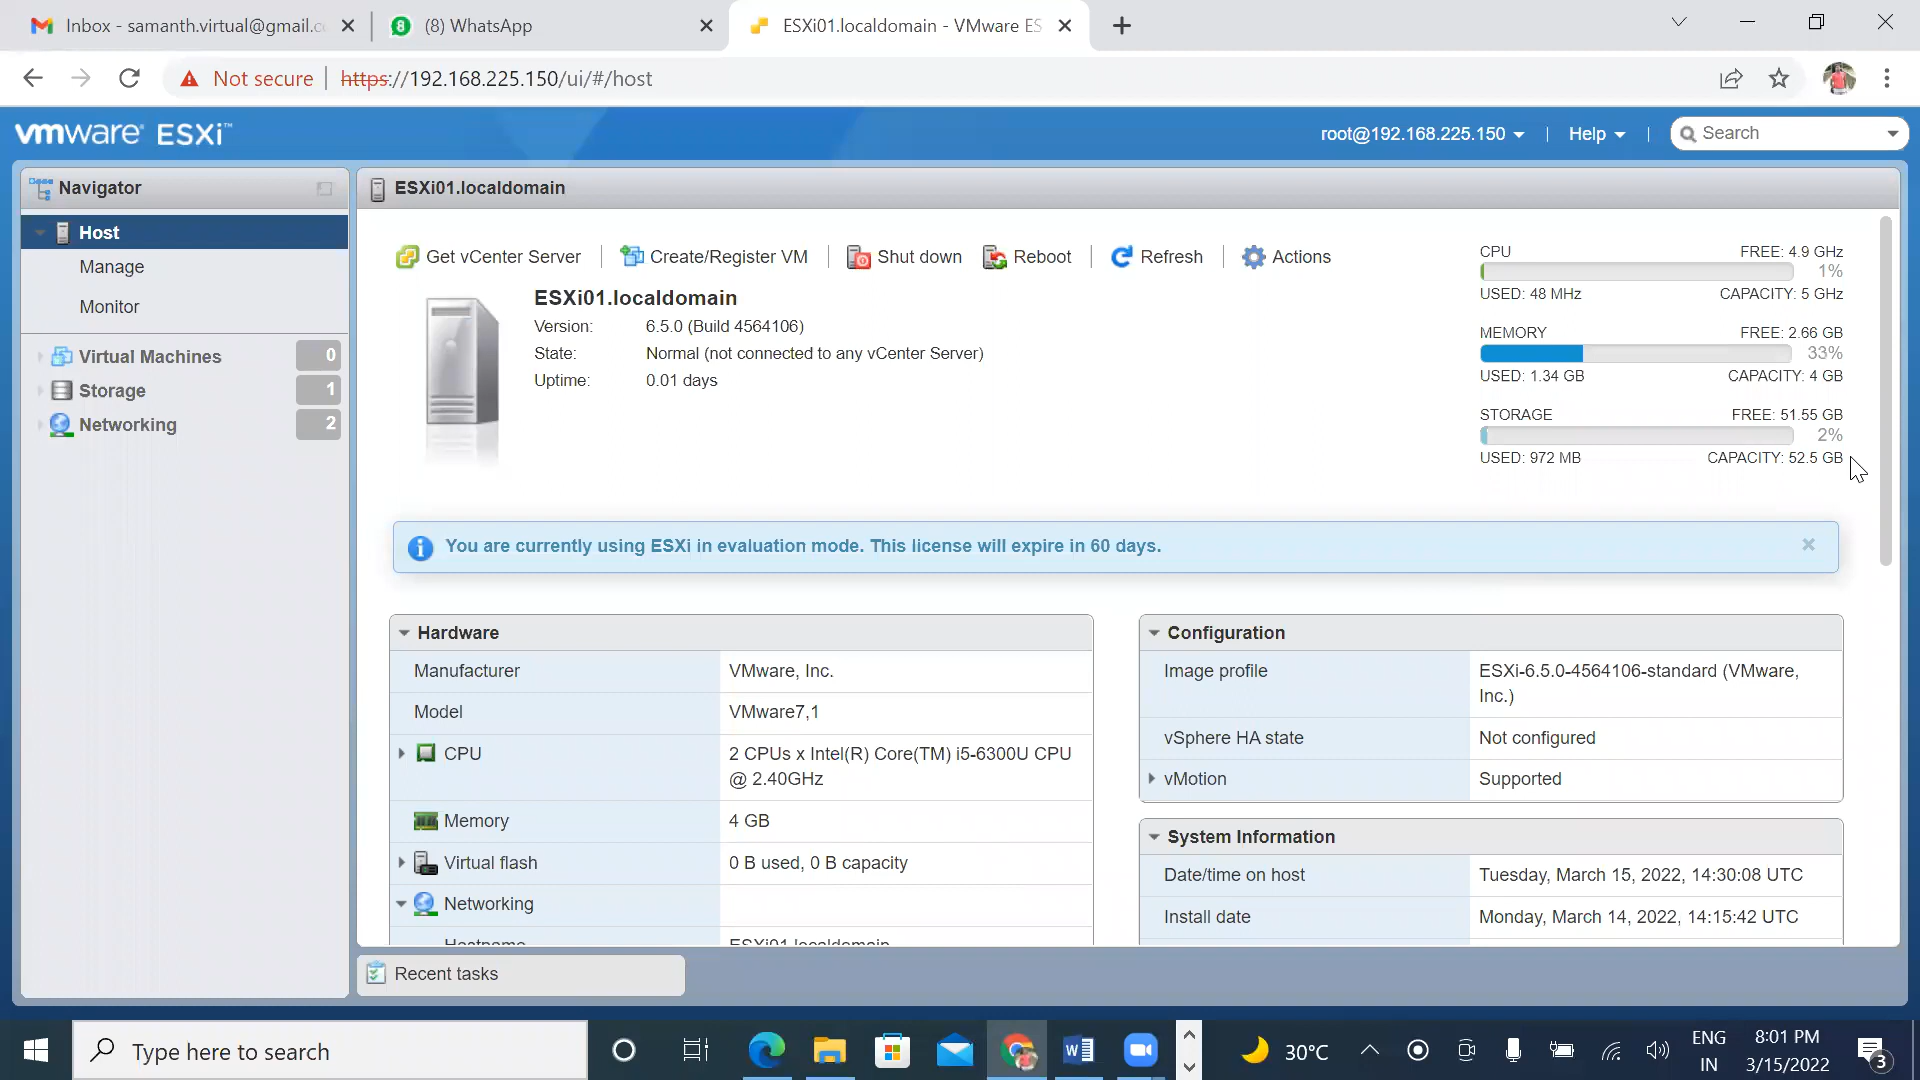 Inbox - samanth.virtual@gmail.c
(8) WhatsApp
ESXi01.localdomain - VMware ES
Not secure
https://192.168.225.150/ui/#/host
vmware ESXi™
root@192.168.225.150
Help
Search
Navigator
Host
Manage
Monitor
Virtual Machines 0
Storage 1
Networking 2
ESXi01.localdomain
Get vCenter Server
Create/Register VM
Shut down
Reboot
Refresh
Actions
ESXi01.localdomain
Version: 6.5.0 (Build 4564106)
State: Normal (not connected to any vCenter Server)
Uptime: 0.01 days
CPU FREE: 4.9 GHz
1%
USED: 48 MHz CAPACITY: 5 GHz
MEMORY FREE: 2.66 GB
33%
USED: 1.34 GB CAPACITY: 4 GB
STORAGE FREE: 51.55 GB
2%
USED: 972 MB CAPACITY: 52.5 GB
You are currently using ESXi in evaluation mode. This license will expire in 60 days.
Hardware
Manufacturer VMware, Inc.
Model VMware7,1
CPU 2 CPUs x Intel(R) Core(TM) i5-6300U CPU
@ 2.40GHz
Memory 4 GB
Virtual flash 0 B used, 0 B capacity
Networking
Hostname ESXi01.localdomain
Configuration
Image profile ESXi-6.5.0-4564106-standard (VMware,
Inc.)
vSphere HA state Not configured
vMotion Supported
System Information
Date/time on host Tuesday, March 15, 2022, 14:30:08 UTC
Install date Monday, March 14, 2022, 14:15:42 UTC
Recent tasks
Type here to search
30°C
ENG
IN
8:01 PM
3/15/2022
3